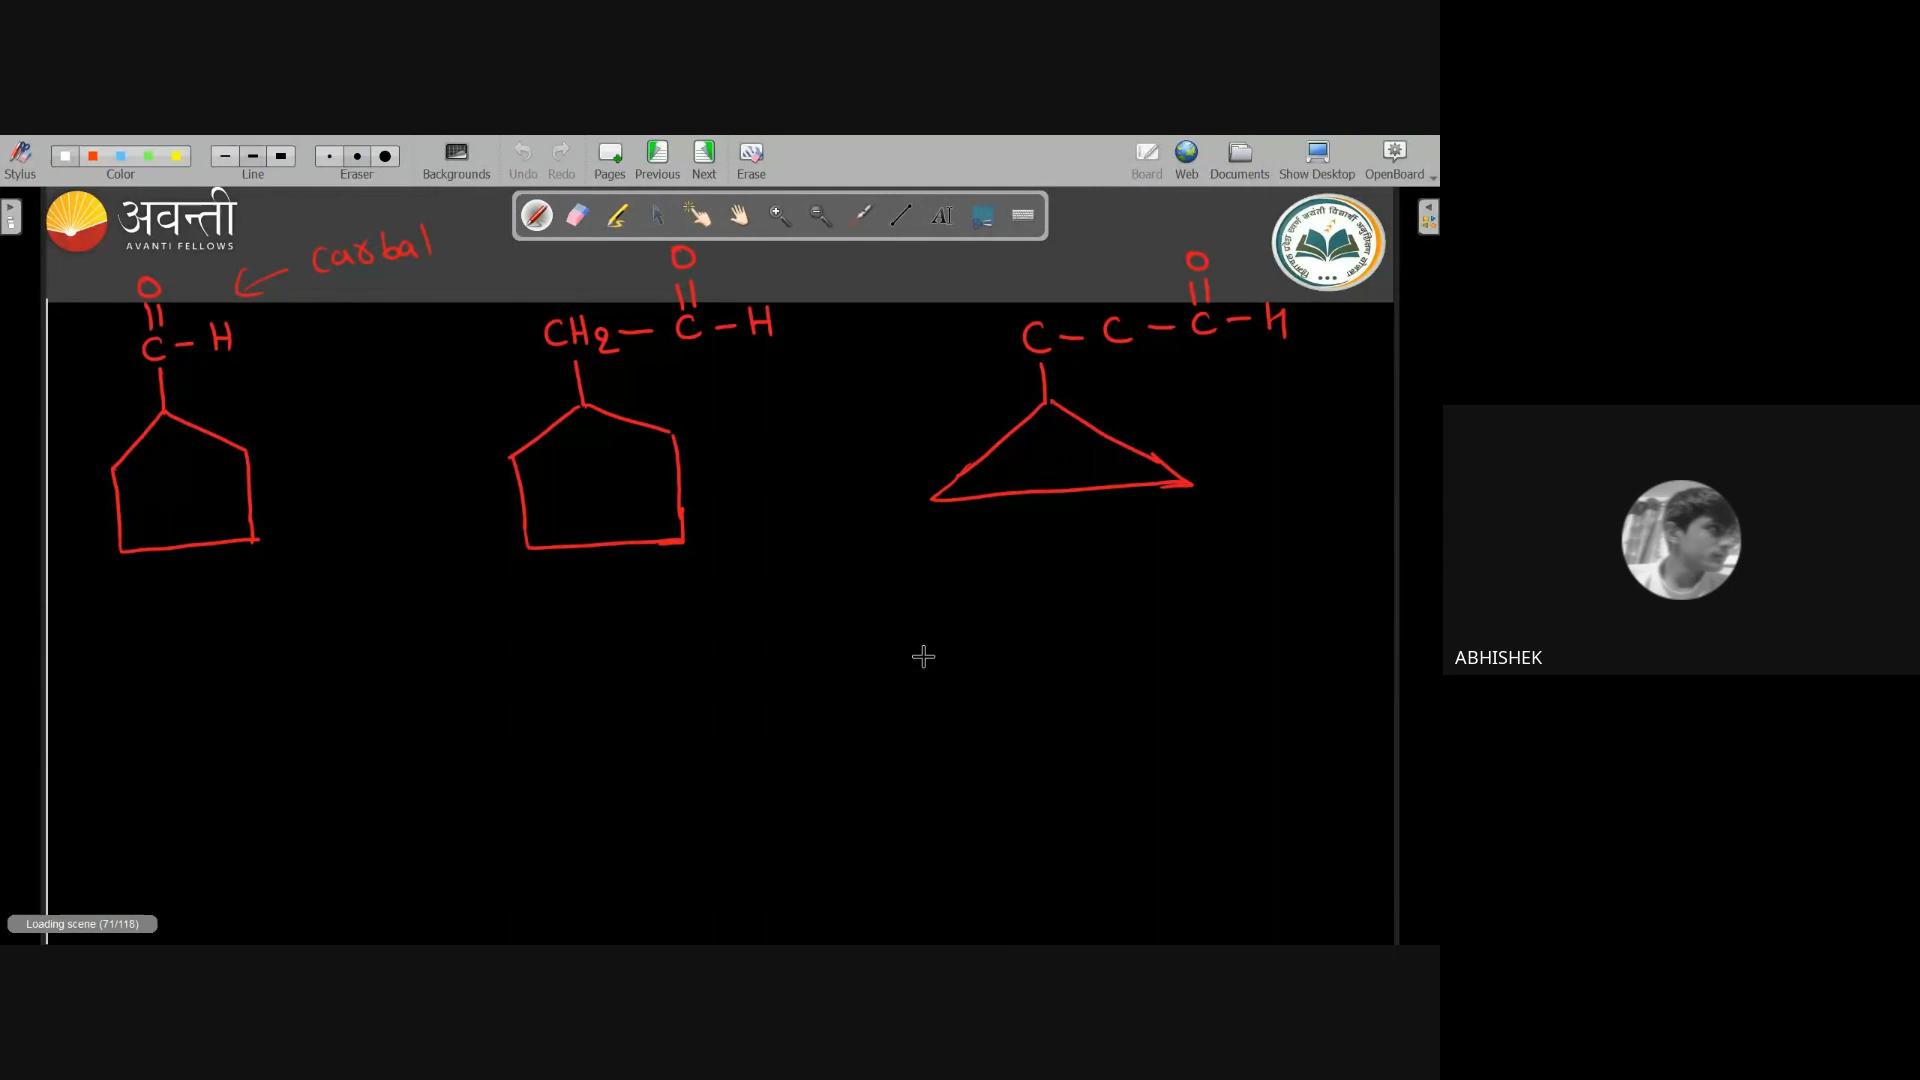 Stylus Color Line Eraser Backgrounds Undo Redo Pages Previous Next Erase Board Web Documents Show Desktop OpenBoard
अवन्ती
AVANTI FELLOWS
carbal
O
C - H
O
CH2 - C - H
O
C - C - C - H
ABHISHEK
Loading scene (71/118)